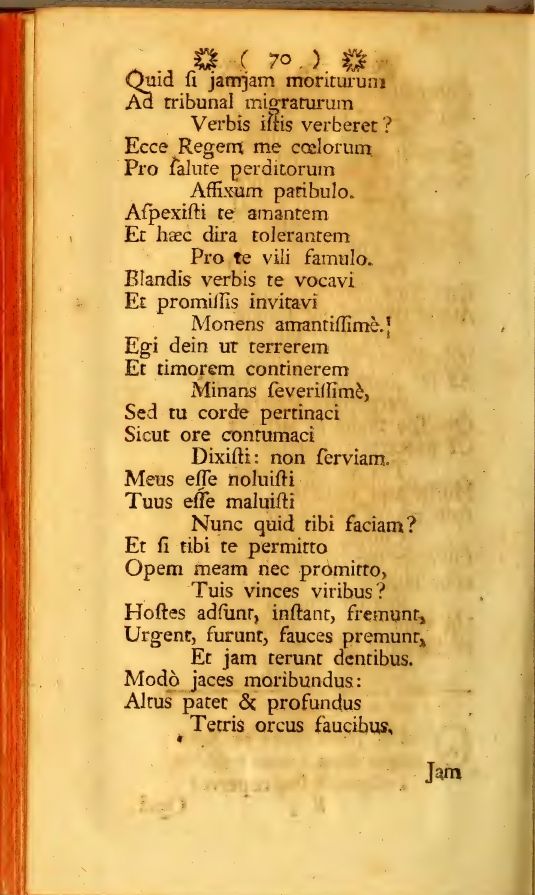 ( 70 )
Quid ſi jamjam moriturum
Ad tribunal migraturum
Verbis iſtis verberet?
Ecce Regem me cœlorum
Pro ſalute perditorum
Affixum patibulo.
Aſpexiſti te amantem
Et hæc dira tolerantem
Pro te vili famulo.
Blandis verbis te vocavi
Et promiſſis invitavi
Monens amantiſſimè.
Egi dein ut terrerem
Et timorem continerem
Minans ſeveriſſimè,
Sed tu corde pertinaci
Sicut ore contumaci
Dixiſti: non ſerviam.
Meus eſſe noluiſti
Tuus eſſe maluiſti
Nunc quid tibi faciam?
Et ſi tibi te permitto
Opem meam nec promitto,
Tuis vinces viribus?
Hoſtes adſunt, inſtant, fremunt,
Urgent, furunt, fauces premunt,
Et jam terunt dentibus.
Modò jaces moribundus:
Altus patet & profundus
Tetris orcus faucibus,
Jam